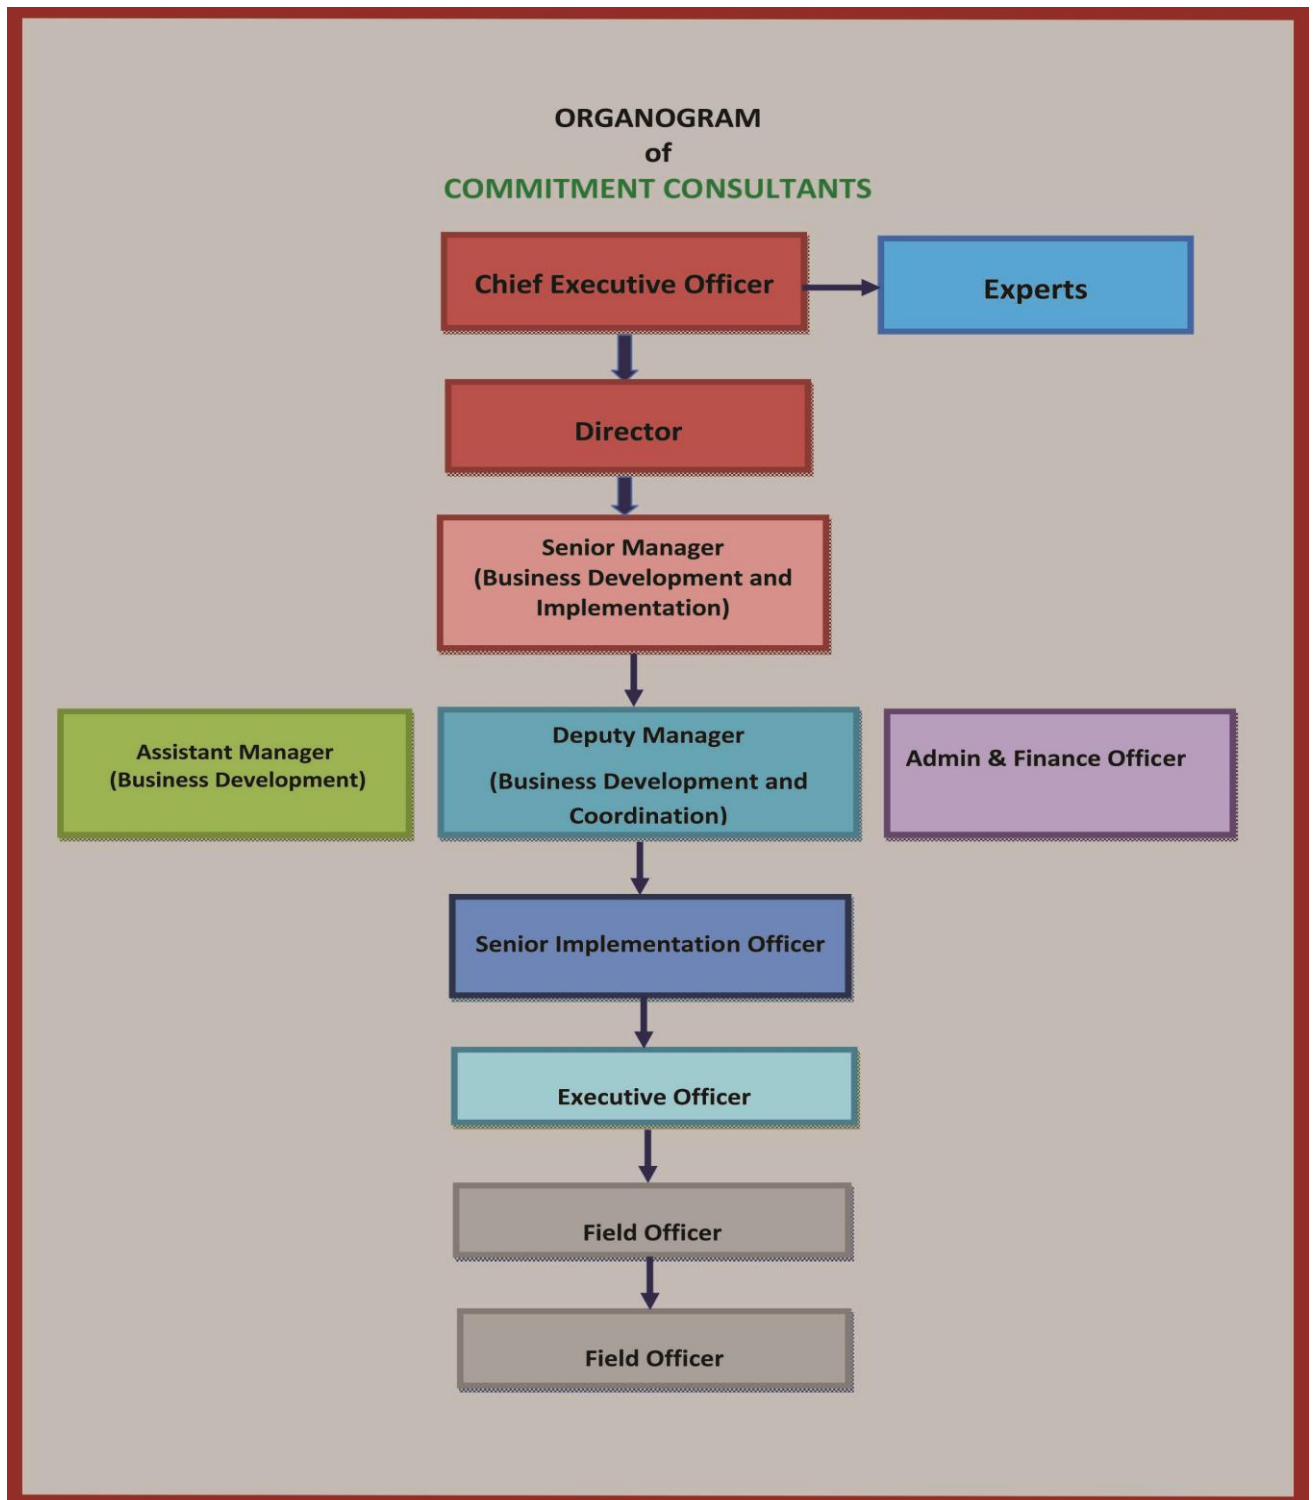 ORGANOGRAM
of
COMMITMENT CONSULTANTS
Chief Executive Officer
Experts
Director
Senior Manager
(Business Development and
Implementation)
Assistant Manager
(Business Development)
Deputy Manager
(Business Development and
Coordination)
Admin & Finance Officer
Senior Implementation Officer
Executive Officer
Field Officer
Field Officer